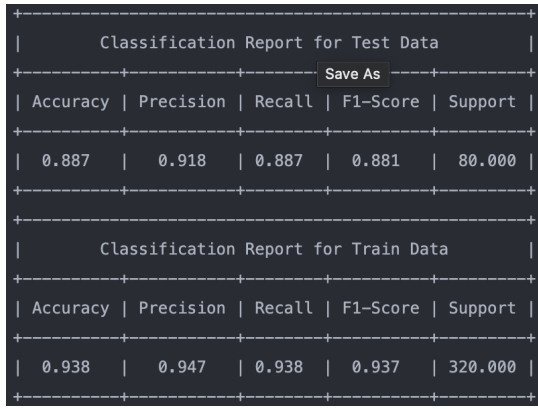 Classification Report for Test Data
Save As
| Accuracy | Precision | Recall | F1-Score | Support |
| 0.887 | 0.918 | 0.887 | 0.881 | 80.000 |
Classification Report for Train Data
| Accuracy | Precision | Recall | F1-Score | Support |
| 0.938 | 0.947 | 0.938 | 0.937 | 320.000 |